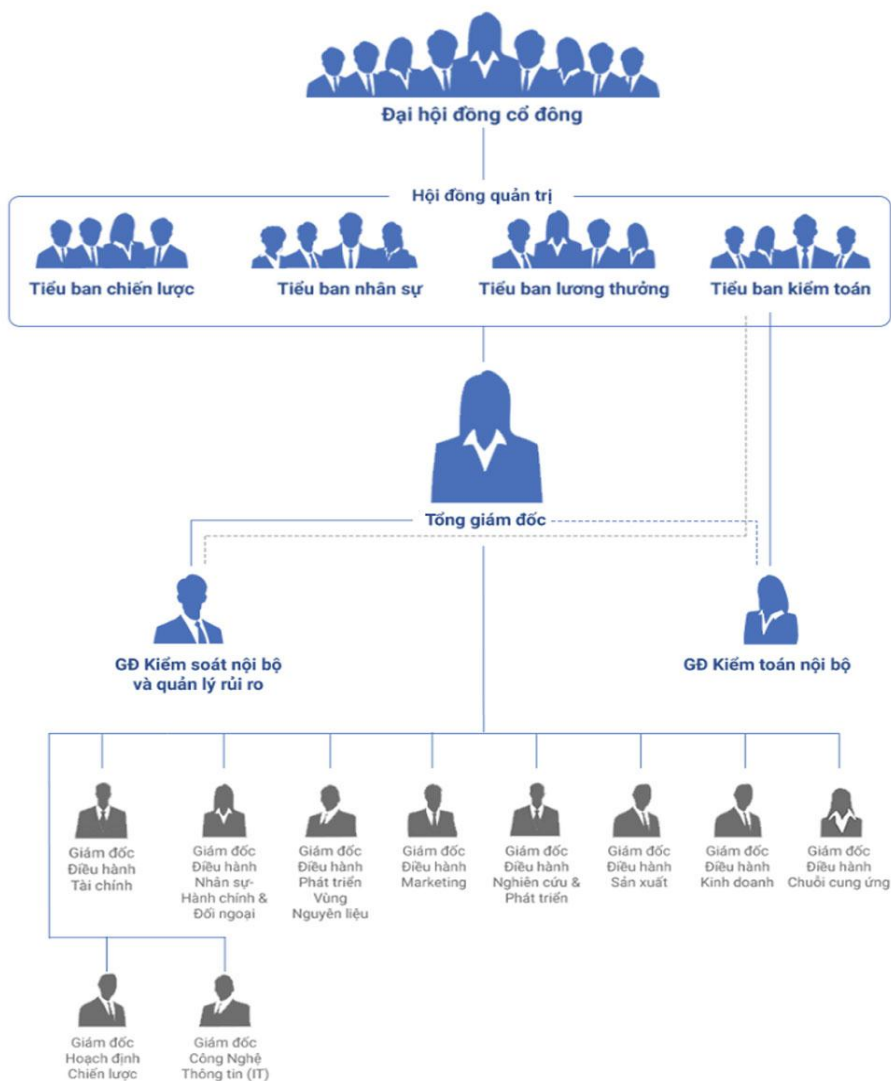 Đại hội đồng cổ đông
Hội đồng quản trị
Tiểu ban chiến lược
Tiểu ban nhân sự
Tiểu ban lương thưởng
Tiểu ban kiểm toán
Tổng giám đốc
GĐ Kiểm soát nội bộ
và quản lý rủi ro
GĐ Kiểm toán nội bộ
Giám đốc
Điều hành
Tài chính
Giám đốc
Điều hành
Nhân sự-
Hành chính &
Đối ngoại
Giám đốc
Điều hành
Phát triển
Vùng
Nguyên liệu
Giám đốc
Điều hành
Marketing
Giám đốc
Điều hành
Nghiên cứu &
Phát triển
Giám đốc
Điều hành
Sản xuất
Giám đốc
Điều hành
Kinh doanh
Giám đốc
Điều hành
Chuỗi cung ứng
Giám đốc
Hoạch định
Chiến lược
Giám đốc
Công Nghệ
Thông tin (IT)